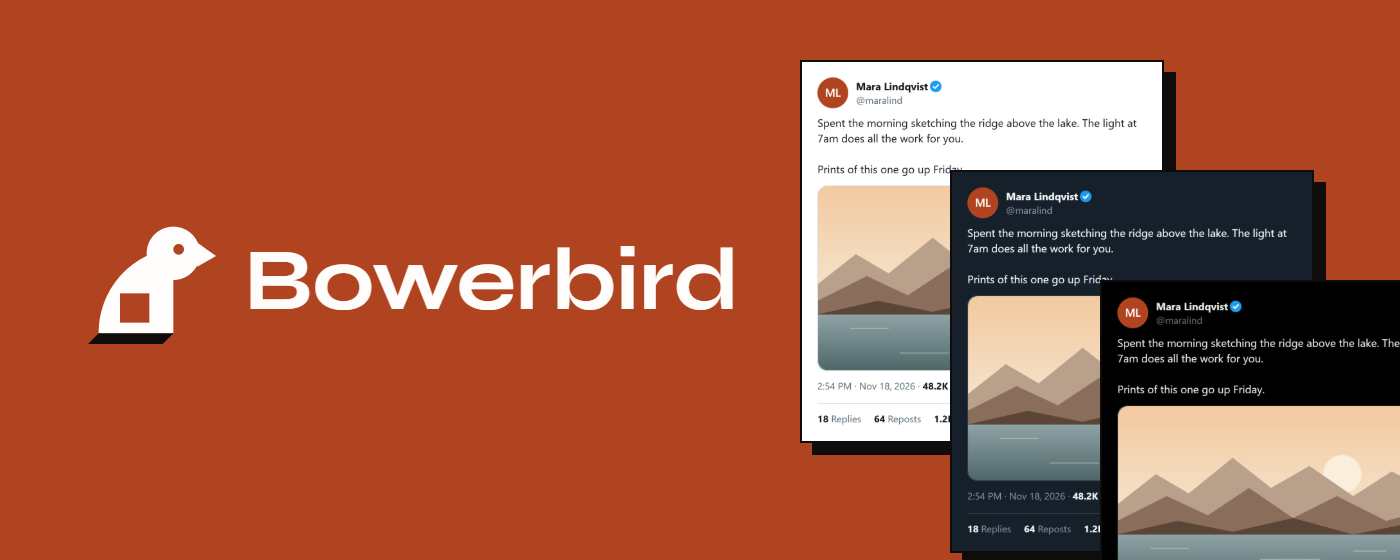 Bowerbird
ML
Mara Lindqvist
@maralind
Spent the morning sketching the ridge above the lake. The light at
7am does all the work for you.
Prints of this one go up Friday.
2:54 PM · Nov 18, 2026 · 48.2K
18 Replies 64 Reposts
ML
Mara Lindqvist
@maralind
Spent the morning sketching the ridge above the lake. The light at
7am does all the work for you.
Prints of this one go up Friday.
2:54 PM · Nov 18, 2026 · 48.2K
18 Replies 64 Reposts
ML
Mara Lindqvist
@maralind
Spent the morning sketching the ridge above the lake. The
7am does all the work for you.
Prints of this one go up Friday.